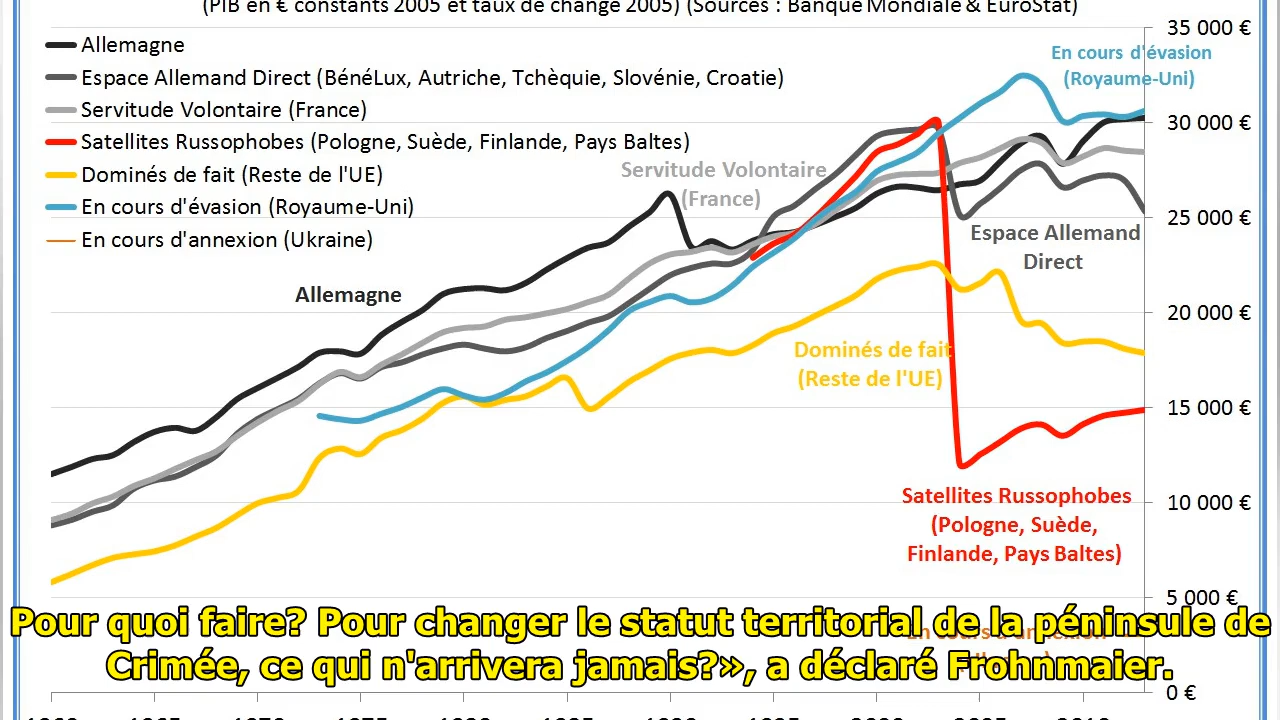 (PIB en € constants 2005 et taux de change 2005) (Sources : Banque Mondiale & EuroStat)
35 000 €
Allemagne
En cours d'évasion
(Royaume-Uni)
Espace Allemand Direct (BénéLux, Autriche, Tchèquie, Slovénie, Croatie)
Servitude Volontaire (France)
30 000 €
Satellites Russophobes (Pologne, Suède, Finlande, Pays Baltes)
Dominés de fait (Reste de l'UE)
Servitude Volontaire
(France)
En cours d'évasion (Royaume-Uni)
25 000 €
En cours d'annexion (Ukraine)
Espace Allemand
Direct
Allemagne
20 000 €
Dominés de fait
(Reste de l'UE)
15 000 €
Satellites Russophobes
(Pologne, Suède,
Finlande, Pays Baltes)
10 000 €
5 000 €
Pour quoi faire? Pour changer le statut territorial de la péninsule de
Crimée, ce qui n'arrivera jamais?», a déclaré Frohnmaier.
0 €